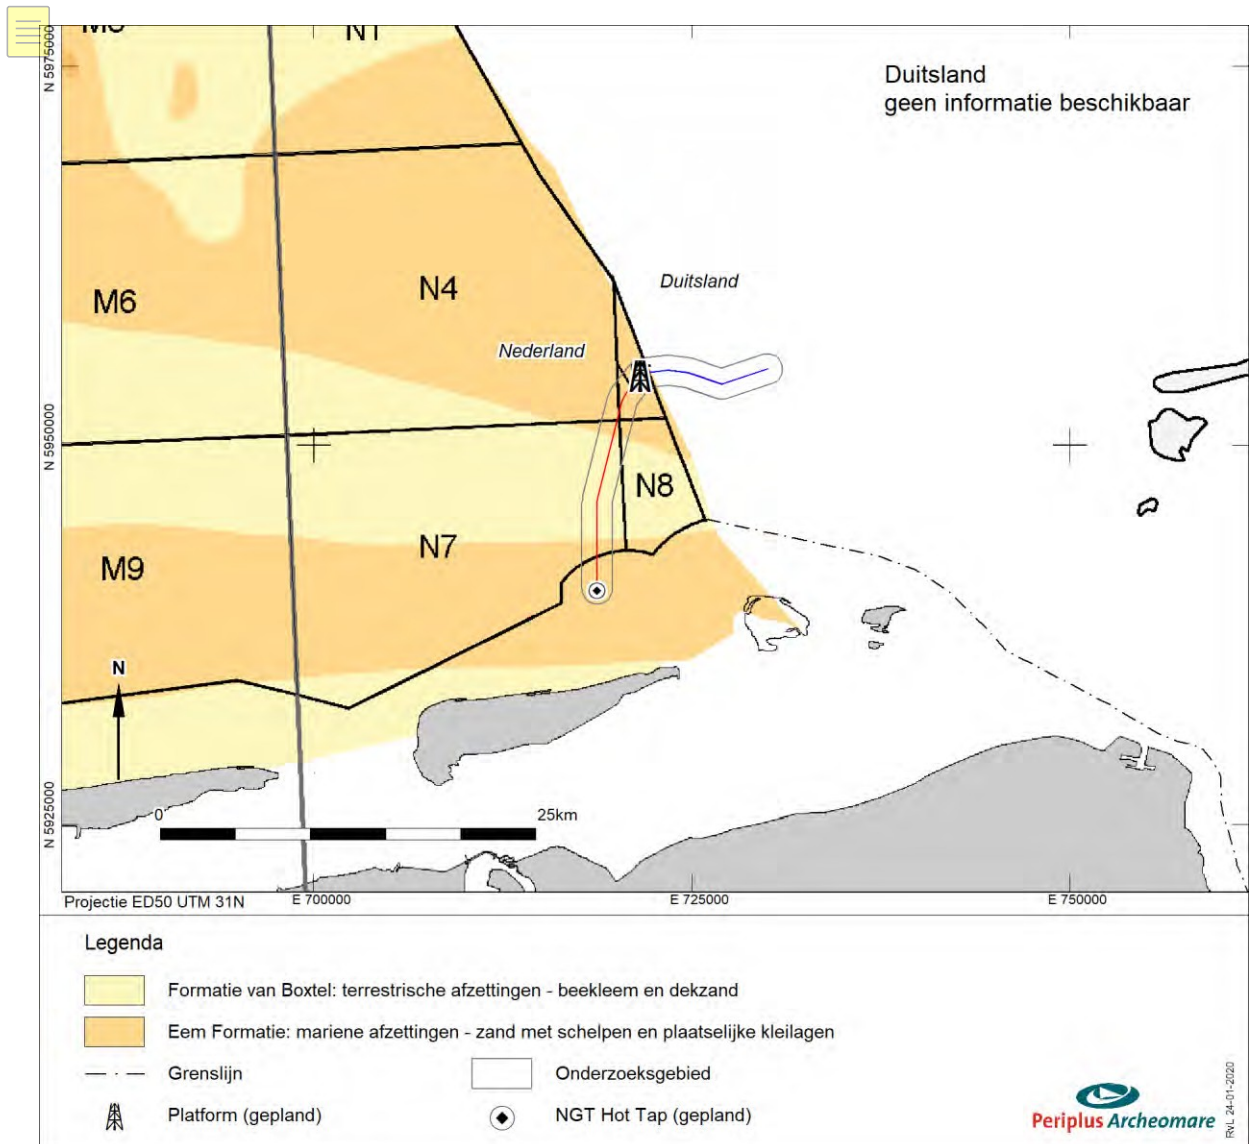 N1
N 5975000
Duitsland
geen informatie beschikbaar
Duitsland
N4
M6
Nederland
N 5950000
N8
N7
M9
N
N 5925000
0
25km
Projectie ED50 UTM 31N
E 700000
E 725000
E 750000
Legenda
Formatie van Boxtel: terrestrische afzettingen - beekleem en dekzand
Eem Formatie: mariene afzettingen - zand met schelpen en plaatselijke kleilagen
Grenslijn
Onderzoeksgebied
Platform (gepland)
NGT Hot Tap (gepland)
Periplus Archeomare
RvL 24-01-2020